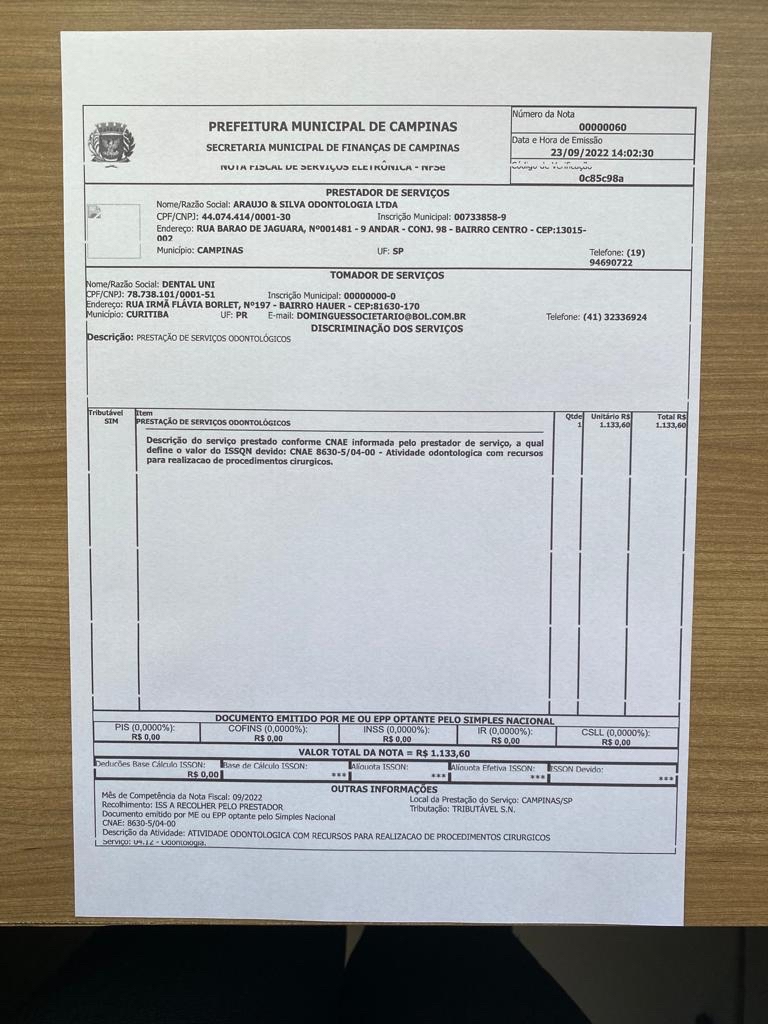 PREFEITURA MUNICIPAL DE CAMPINAS
SECRETARIA MUNICIPAL DE FINANÇAS DE CAMPINAS
NOTA FISCAL DE SERVIÇOS ELETRÔNICA - NFSe
Número da Nota
00000060
Data e Hora de Emissão
23/09/2022 14:02:30
Código de Verificação
0c85c98a
PRESTADOR DE SERVIÇOS
Nome/Razão Social: ARAUJO & SILVA ODONTOLOGIA LTDA
CPF/CNPJ: 44.074.414/0001-30 Inscrição Municipal: 00733858-9
Endereço: RUA BARAO DE JAGUARA, Nº001481 - 9 ANDAR - CONJ. 98 - BAIRRO CENTRO - CEP:13015-
002
Município: CAMPINAS UF: SP Telefone: (19)
94690722
TOMADOR DE SERVIÇOS
Nome/Razão Social: DENTAL UNI
CPF/CNPJ: 78.738.101/0001-51 Inscrição Municipal: 00000000-0
Endereço: RUA IRMÃ FLÁVIA BORLET, Nº197 - BAIRRO HAUER - CEP:81630-170
Município: CURITIBA UF: PR E-mail: DOMINGUESSOCIETARIO@BOL.COM.BR Telefone: (41) 32336924
DISCRIMINAÇÃO DOS SERVIÇOS
Descrição: PRESTAÇÃO DE SERVIÇOS ODONTOLÓGICOS
Tributável Item Qtde Unitário R$ Total R$
SIM PRESTAÇÃO DE SERVIÇOS ODONTOLÓGICOS 1 1.133,60 1.133,60
Descrição do serviço prestado conforme CNAE informada pelo prestador de serviço, a qual
define o valor do ISSQN devido: CNAE 8630-5/04-00 - Atividade odontologica com recursos
para realizacao de procedimentos cirurgicos.
DOCUMENTO EMITIDO POR ME OU EPP OPTANTE PELO SIMPLES NACIONAL
PIS (0,0000%): COFINS (0,0000%): INSS (0,0000%): IR (0,0000%): CSLL (0,0000%):
R$ 0,00 R$ 0,00 R$ 0,00 R$ 0,00 R$ 0,00
VALOR TOTAL DA NOTA = R$ 1.133,60
Deduções Base Cálculo ISSQN: Base de Cálculo ISSQN: Alíquota ISSQN: Alíquota Efetiva ISSQN: ISSQN Devido:
R$ 0,00 *** *** *** ***
OUTRAS INFORMAÇÕES
Mês de Competência da Nota Fiscal: 09/2022 Local da Prestação do Serviço: CAMPINAS/SP
Recolhimento: ISS A RECOLHER PELO PRESTADOR Tributação: TRIBUTÁVEL S.N.
Documento emitido por ME ou EPP optante pelo Simples Nacional
CNAE: 8630-5/04-00
Descrição da Atividade: ATIVIDADE ODONTOLOGICA COM RECURSOS PARA REALIZACAO DE PROCEDIMENTOS CIRURGICOS
Serviço: 04.12 - Odontologia.